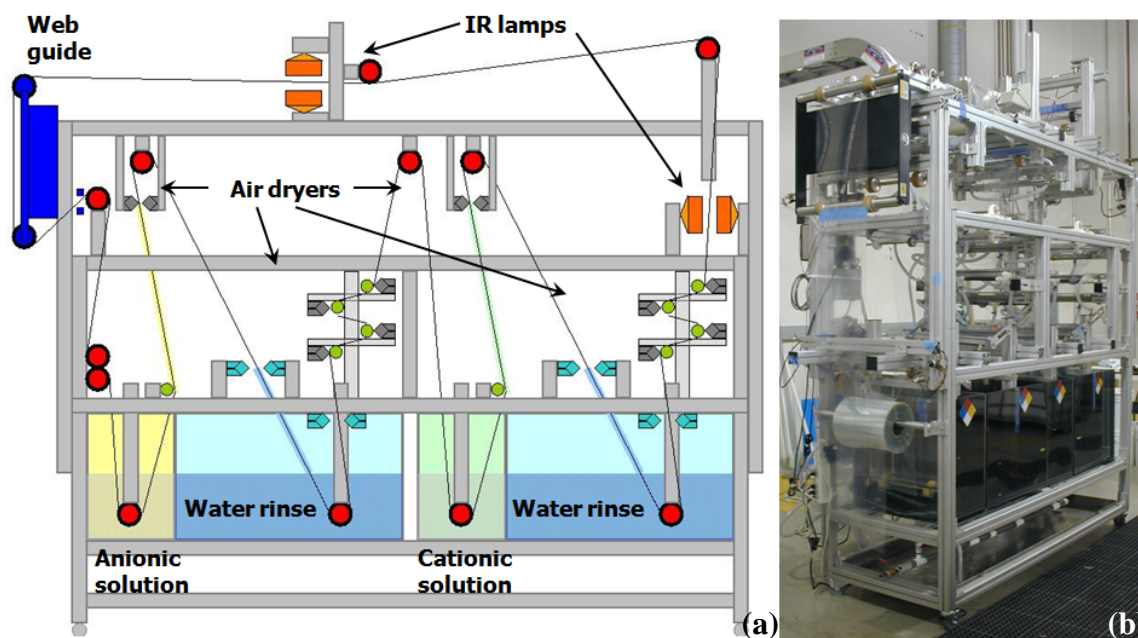 Web
guide
IR lamps
Air dryers
Water rinse
Water rinse
Anionic
solution
Cationic
solution
(a)
(b)